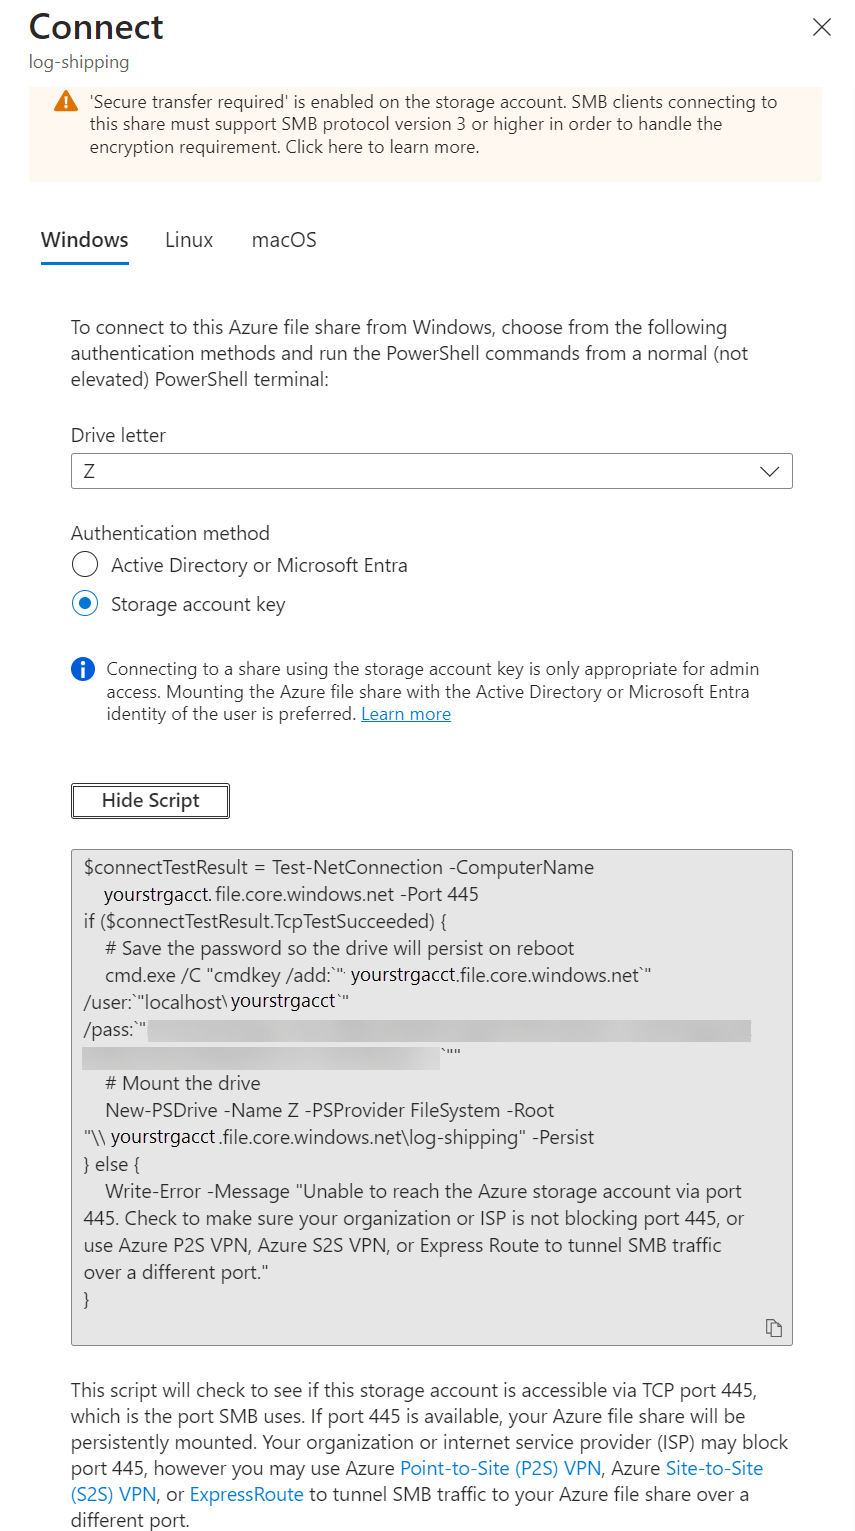 Connect
log-shipping
'Secure transfer required' is enabled on the storage account. SMB clients connecting to
this share must support SMB protocol version 3 or higher in order to handle the
encryption requirement. Click here to learn more.
Windows Linux macOS
To connect to this Azure file share from Windows, choose from the following
authentication methods and run the PowerShell commands from a normal (not
elevated) PowerShell terminal:
Drive letter
Z
Authentication method
Active Directory or Microsoft Entra
Storage account key
Connecting to a share using the storage account key is only appropriate for admin
access. Mounting the Azure file share with the Active Directory or Microsoft Entra
identity of the user is preferred. Learn more
Hide Script
$connectTestResult = Test-NetConnection -ComputerName
yourstrgacct.file.core.windows.net -Port 445
if ($connectTestResult.TcpTestSucceeded) {
# Save the password so the drive will persist on reboot
cmd.exe /C "cmdkey /add:`"yourstrgacct.file.core.windows.net`"
/user:`"localhost\yourstrgacct`"
/pass:`"
`""
# Mount the drive
New-PSDrive -Name Z -PSProvider FileSystem -Root
"\\yourstrgacct.file.core.windows.net\log-shipping" -Persist
} else {
Write-Error -Message "Unable to reach the Azure storage account via port
445. Check to make sure your organization or ISP is not blocking port 445, or
use Azure P2S VPN, Azure S2S VPN, or Express Route to tunnel SMB traffic
over a different port."
}
This script will check to see if this storage account is accessible via TCP port 445,
which is the port SMB uses. If port 445 is available, your Azure file share will be
persistently mounted. Your organization or internet service provider (ISP) may block
port 445, however you may use Azure Point-to-Site (P2S) VPN, Azure Site-to-Site
(S2S) VPN, or ExpressRoute to tunnel SMB traffic to your Azure file share over a
different port.